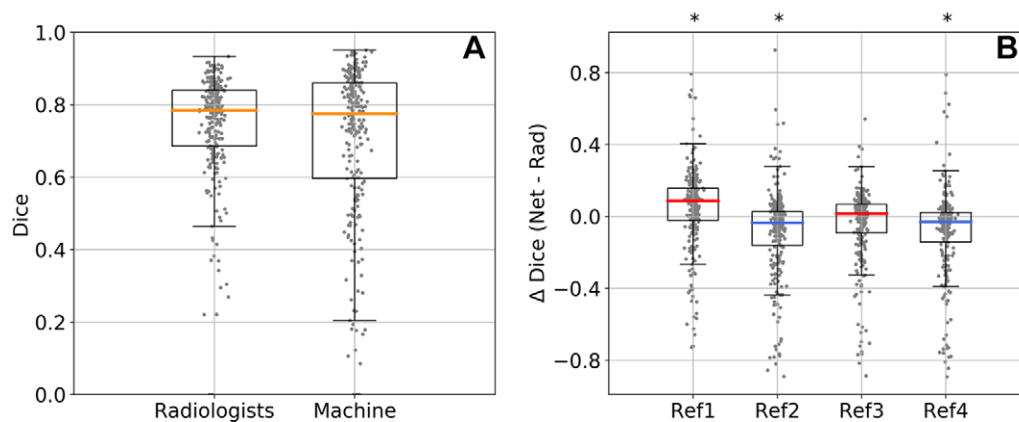 A
1.0
0.8
0.6
0.4
0.2
0.0
Dice
Radiologists
Machine
* * *
B
0.8
0.4
0.0
−0.4
−0.8
Δ Dice (Net - Rad)
Ref1
Ref2
Ref3
Ref4